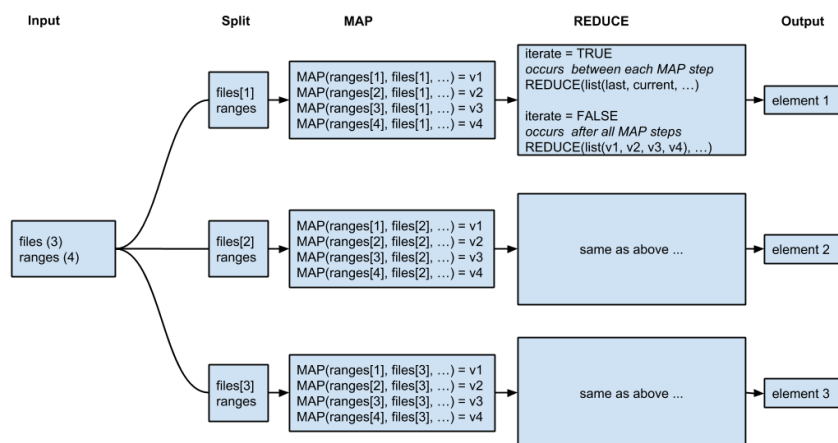 Input
Split
MAP
REDUCE
Output
files (3)
ranges (4)
files[1]
ranges
MAP(ranges[1], files[1], …) = v1
MAP(ranges[2], files[1], …) = v2
MAP(ranges[3], files[1], …) = v3
MAP(ranges[4], files[1], …) = v4
iterate = TRUE
occurs between each MAP step
REDUCE(list(last, current, …)
iterate = FALSE
occurs after all MAP steps
REDUCE(list(v1, v2, v3, v4), …)
element 1
files[2]
ranges
MAP(ranges[1], files[2], …) = v1
MAP(ranges[2], files[2], …) = v2
MAP(ranges[3], files[2], …) = v3
MAP(ranges[4], files[2], …) = v4
same as above ...
element 2
files[3]
ranges
MAP(ranges[1], files[3], …) = v1
MAP(ranges[2], files[3], …) = v2
MAP(ranges[3], files[3], …) = v3
MAP(ranges[4], files[3], …) = v4
same as above ...
element 3